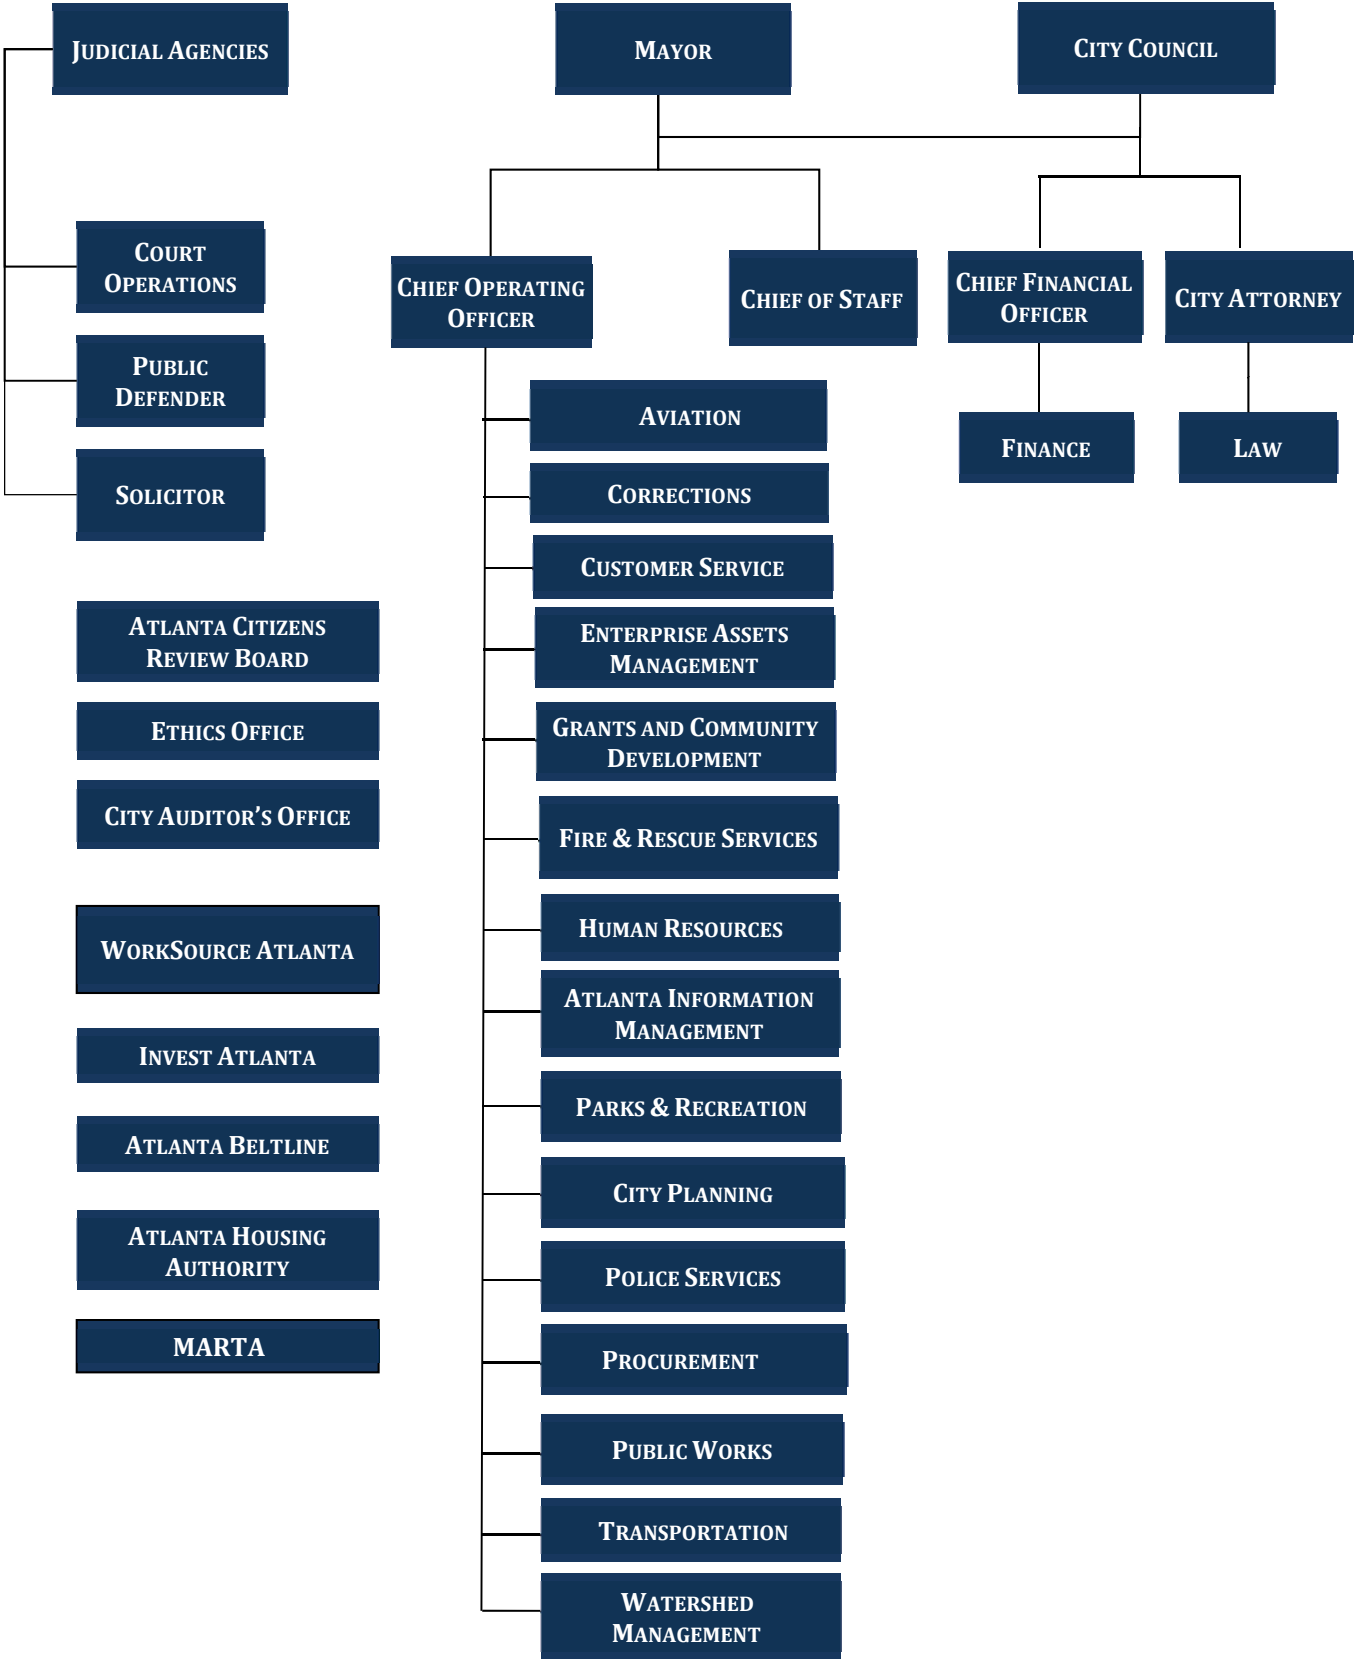 JUDICIAL AGENCIES
MAYOR
CITY COUNCIL
COURT
OPERATIONS
PUBLIC
DEFENDER
SOLICITOR
CHIEF OPERATING
OFFICER
CHIEF OF STAFF
CHIEF FINANCIAL
OFFICER
CITY ATTORNEY
FINANCE
LAW
AVIATION
CORRECTIONS
CUSTOMER SERVICE
ENTERPRISE ASSETS
MANAGEMENT
GRANTS AND COMMUNITY
DEVELOPMENT
FIRE & RESCUE SERVICES
HUMAN RESOURCES
ATLANTA INFORMATION
MANAGEMENT
PARKS & RECREATION
CITY PLANNING
POLICE SERVICES
PROCUREMENT
PUBLIC WORKS
TRANSPORTATION
WATERSHED
MANAGEMENT
ATLANTA CITIZENS
REVIEW BOARD
ETHICS OFFICE
CITY AUDITOR’S OFFICE
WORKSOURCE ATLANTA
INVEST ATLANTA
ATLANTA BELTLINE
ATLANTA HOUSING
AUTHORITY
MARTA